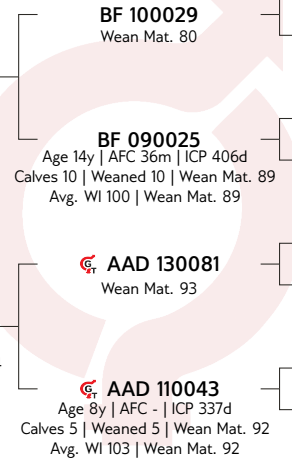 BF 100029
Wean Mat. 80
BF 090025
Age 14y | AFC 36m | ICP 406d
Calves 10 | Weaned 10 | Wean Mat. 89
Avg. WI 100 | Wean Mat. 89
GT AAD 130081
Wean Mat. 93
GT AAD 110043
Age 8y | AFC - | ICP 337d
Calves 5 | Weaned 5 | Wean Mat. 92
Avg. WI 103 | Wean Mat. 92